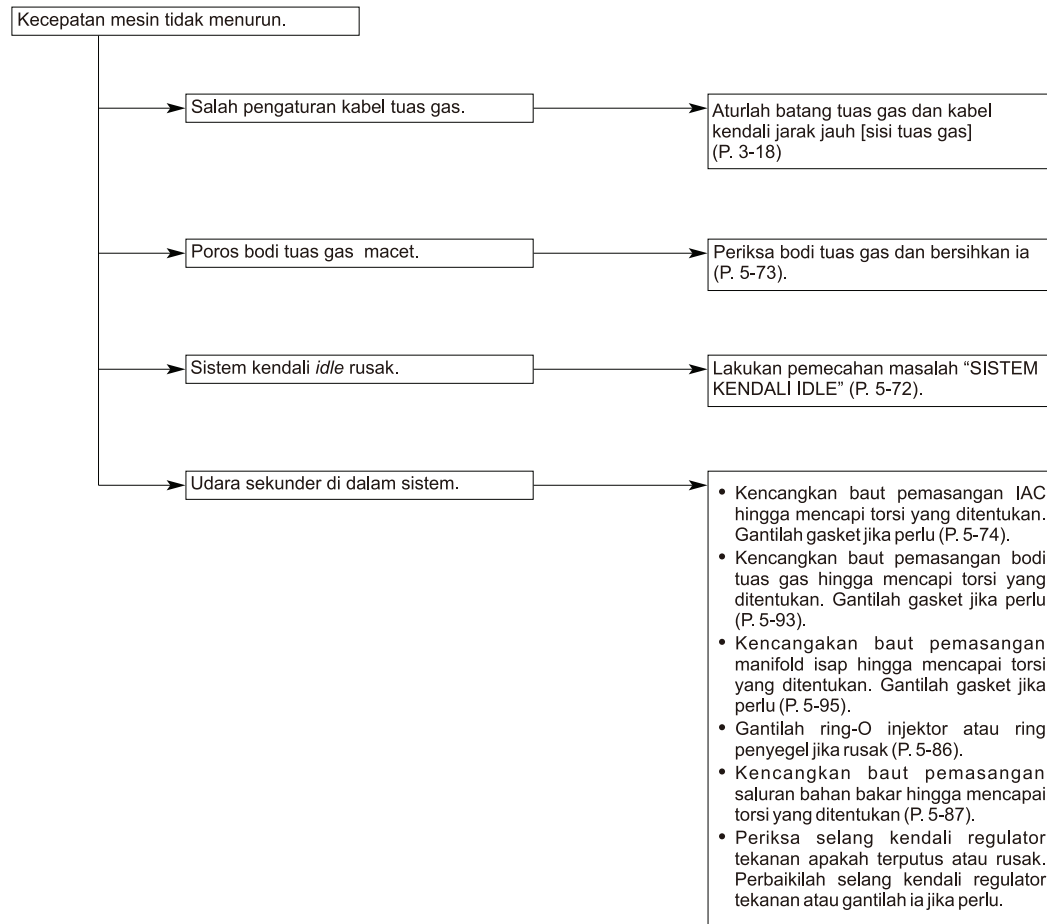 Kecepatan mesin tidak menurun.
Salah pengaturan kabel tuas gas.
Aturlah batang tuas gas dan kabel
kendali jarak jauh [sisi tuas gas]
(P. 3-18)
Poros bodi tuas gas macet.
Periksa bodi tuas gas dan bersihkan ia
(P. 5-73).
Sistem kendali idle rusak.
Lakukan pemecahan masalah “SISTEM
KENDALI IDLE” (P. 5-72).
Udara sekunder di dalam sistem.
• Kencangkan baut pemasangan IAC
hingga mencapi torsi yang ditentukan.
Gantilah gasket jika perlu (P. 5-74).
• Kencangkan baut pemasangan bodi
tuas gas hingga mencapi torsi yang
ditentukan. Gantilah gasket jika perlu
(P. 5-93).
• Kencangakan baut pemasangan
manifold isap hingga mencapai torsi
yang ditentukan. Gantilah gasket jika
perlu (P. 5-95).
• Gantilah ring-O injektor atau ring
penyegel jika rusak (P. 5-86).
• Kencangkan baut pemasangan
saluran bahan bakar hingga mencapai
torsi yang ditentukan (P. 5-87).
• Periksa selang kendali regulator
tekanan apakah terputus atau rusak.
Perbaikilah selang kendali regulator
tekanan atau gantilah ia jika perlu.